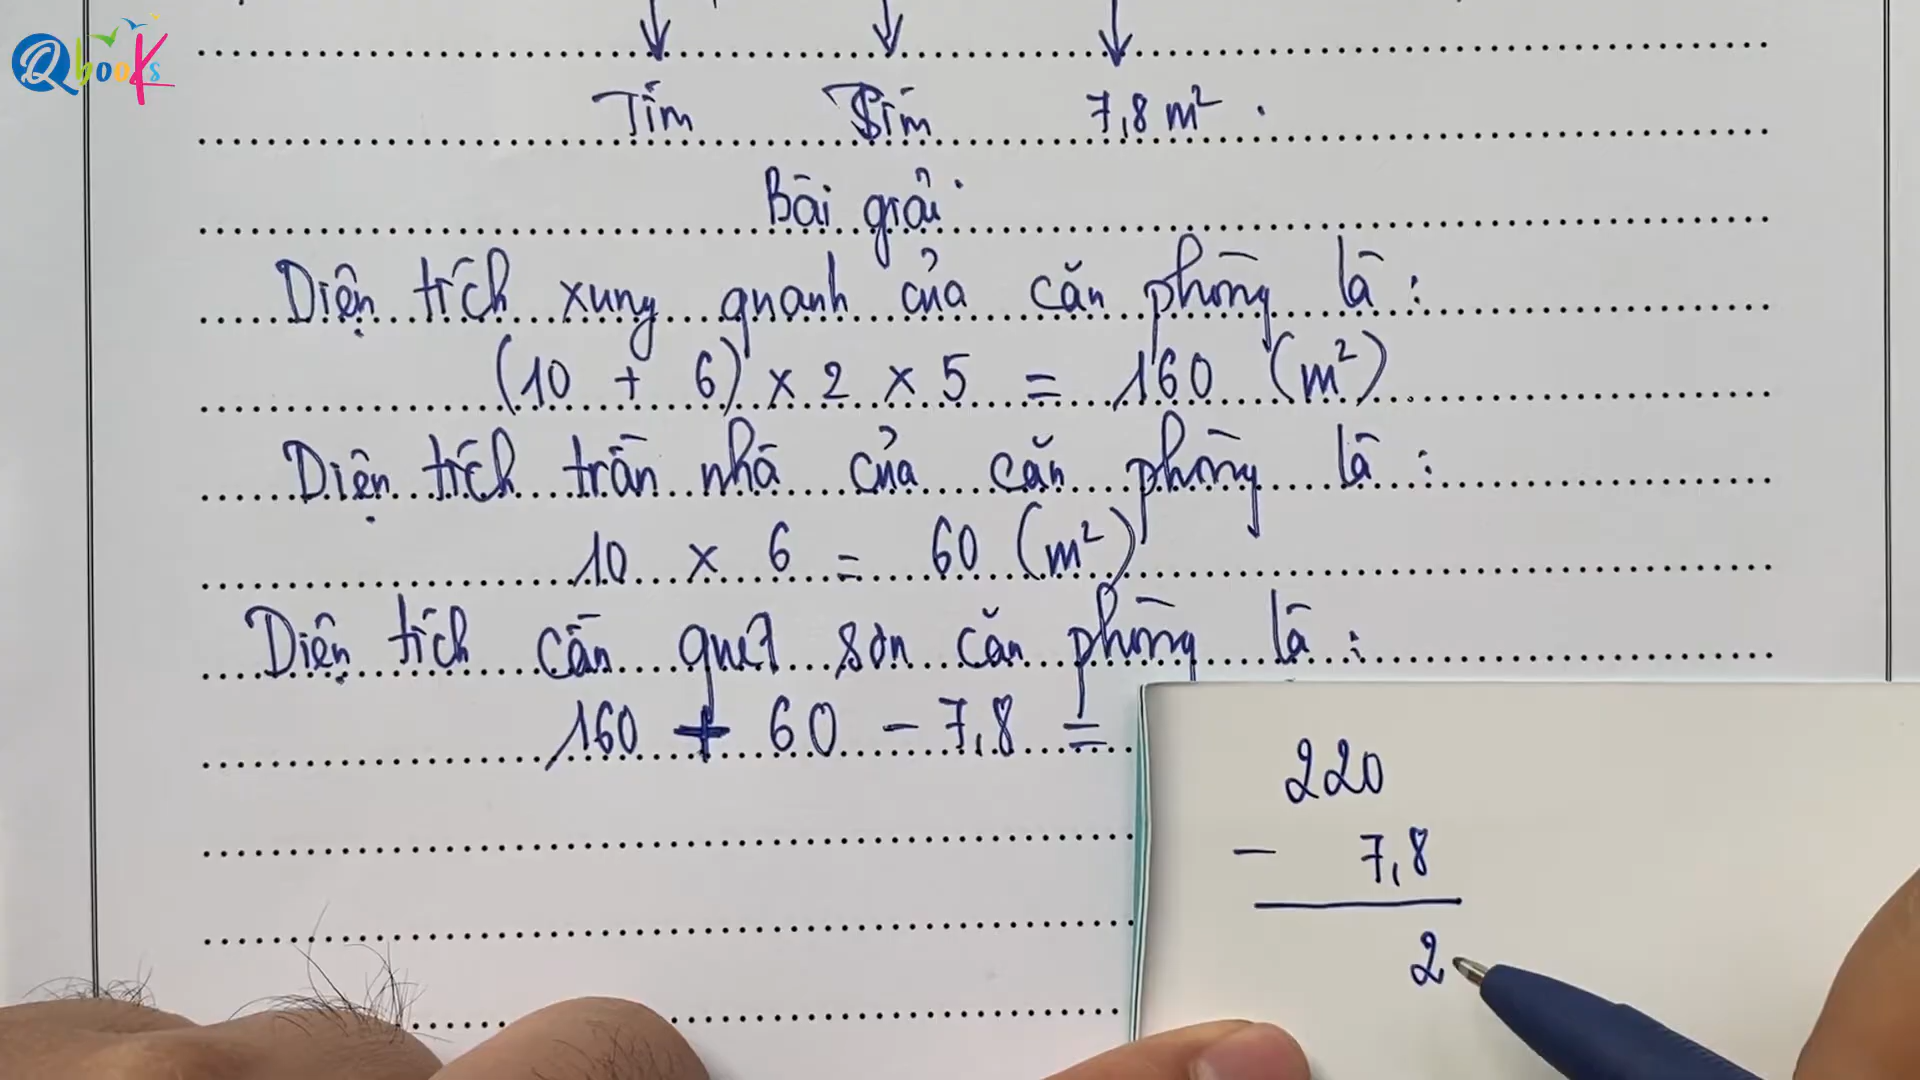 Qbooks
Tím Tím 7,8 m²
Bài giải
Diện tích xung quanh của căn phòng là :
(10 + 6) × 2 × 5 = 160 (m²)
Diện tích trần nhà của căn phòng là :
10 × 6 = 60 (m²)
Diện tích cần quét sơn căn phòng là :
160 + 60 - 7,8 =
220
- 7,8
2